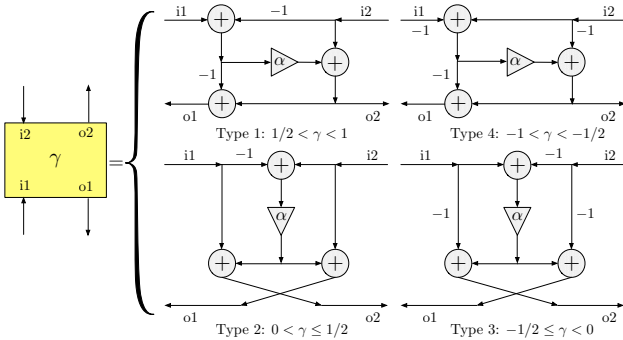 i2 o2
γ
i1 o1
=
i1 −1 i2
+
α
+
−1
+
o1 o2
Type 1: 1/2 < γ < 1
i1 i2
+
−1 −1
α
+
−1
+
o1 o2
Type 4: −1 < γ < −1/2
i1 −1 i2
+
α
+ +
o1 o2
Type 2: 0 < γ ≤ 1/2
i1 −1 i2
+
α
−1 −1
+ +
o1 o2
Type 3: −1/2 ≤ γ < 0